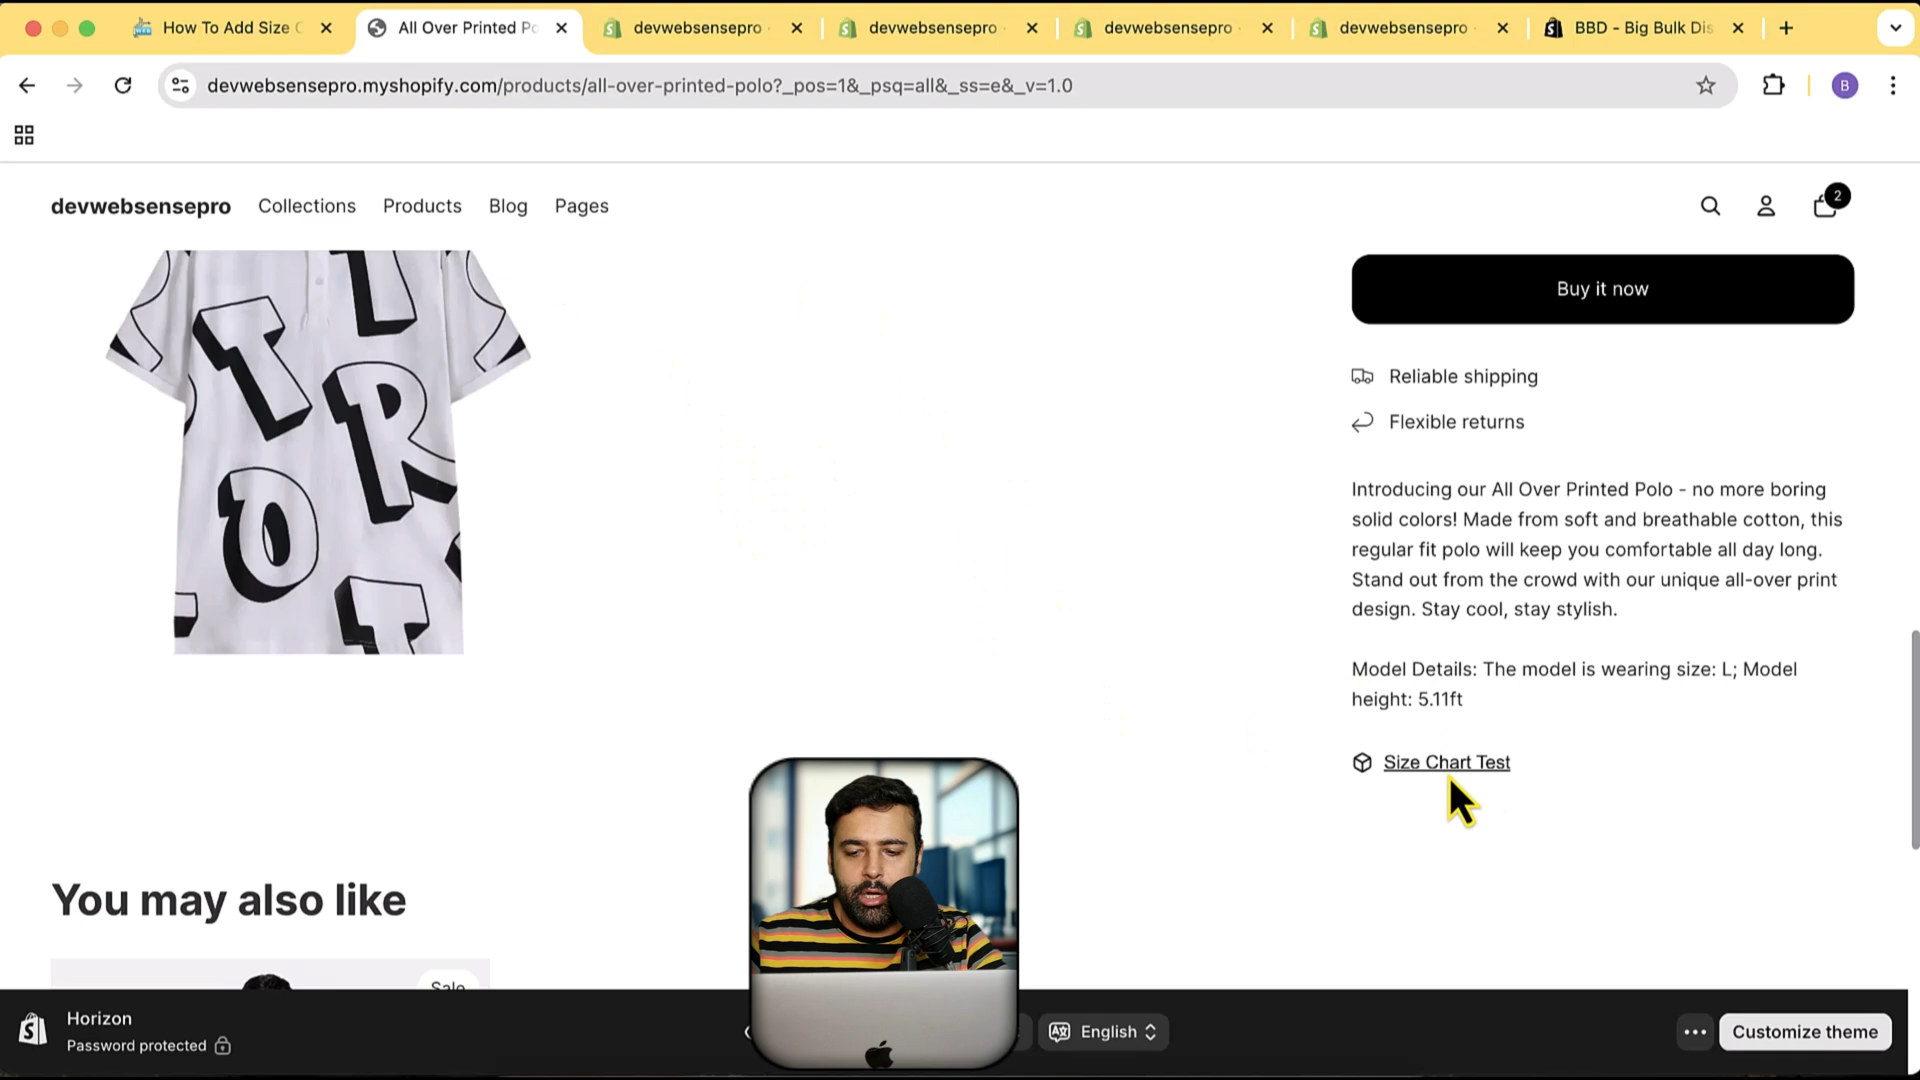 How To Add Size C
All Over Printed Po
devwebsensepro ·
devwebsensepro ·
devwebsensepro ·
devwebsensepro ·
BBD - Big Bulk Dis
devwebsensepro.myshopify.com/products/all-over-printed-polo?_pos=1&_psq=all&_ss=e&_v=1.0
B
devwebsensepro
Collections
Products
Blog
Pages
2
Buy it now
Reliable shipping
Flexible returns
Introducing our All Over Printed Polo - no more boring
solid colors! Made from soft and breathable cotton, this
regular fit polo will keep you comfortable all day long.
Stand out from the crowd with our unique all-over print
design. Stay cool, stay stylish.
Model Details: The model is wearing size: L; Model
height: 5.11ft
Size Chart Test
T
T
R
O
T
You may also like
Sale
Horizon
Password protected
English
Customize theme